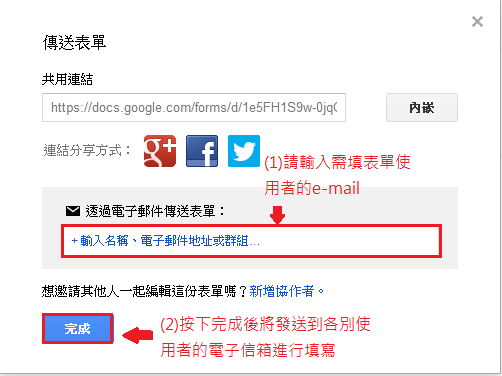 傳送表單
共用連結
https://docs.google.com/forms/d/1e5FH1S9w-0jqC
內嵌
連結分享方式：
(1)請輸入需填表單使
用者的e-mail
透過電子郵件傳送表單：
+ 輸入名稱、電子郵件地址或群組...
想邀請其他人一起編輯這份表單嗎？新增協作者。
完成
(2)按下完成後將發送到各別使
用者的電子信箱進行填寫